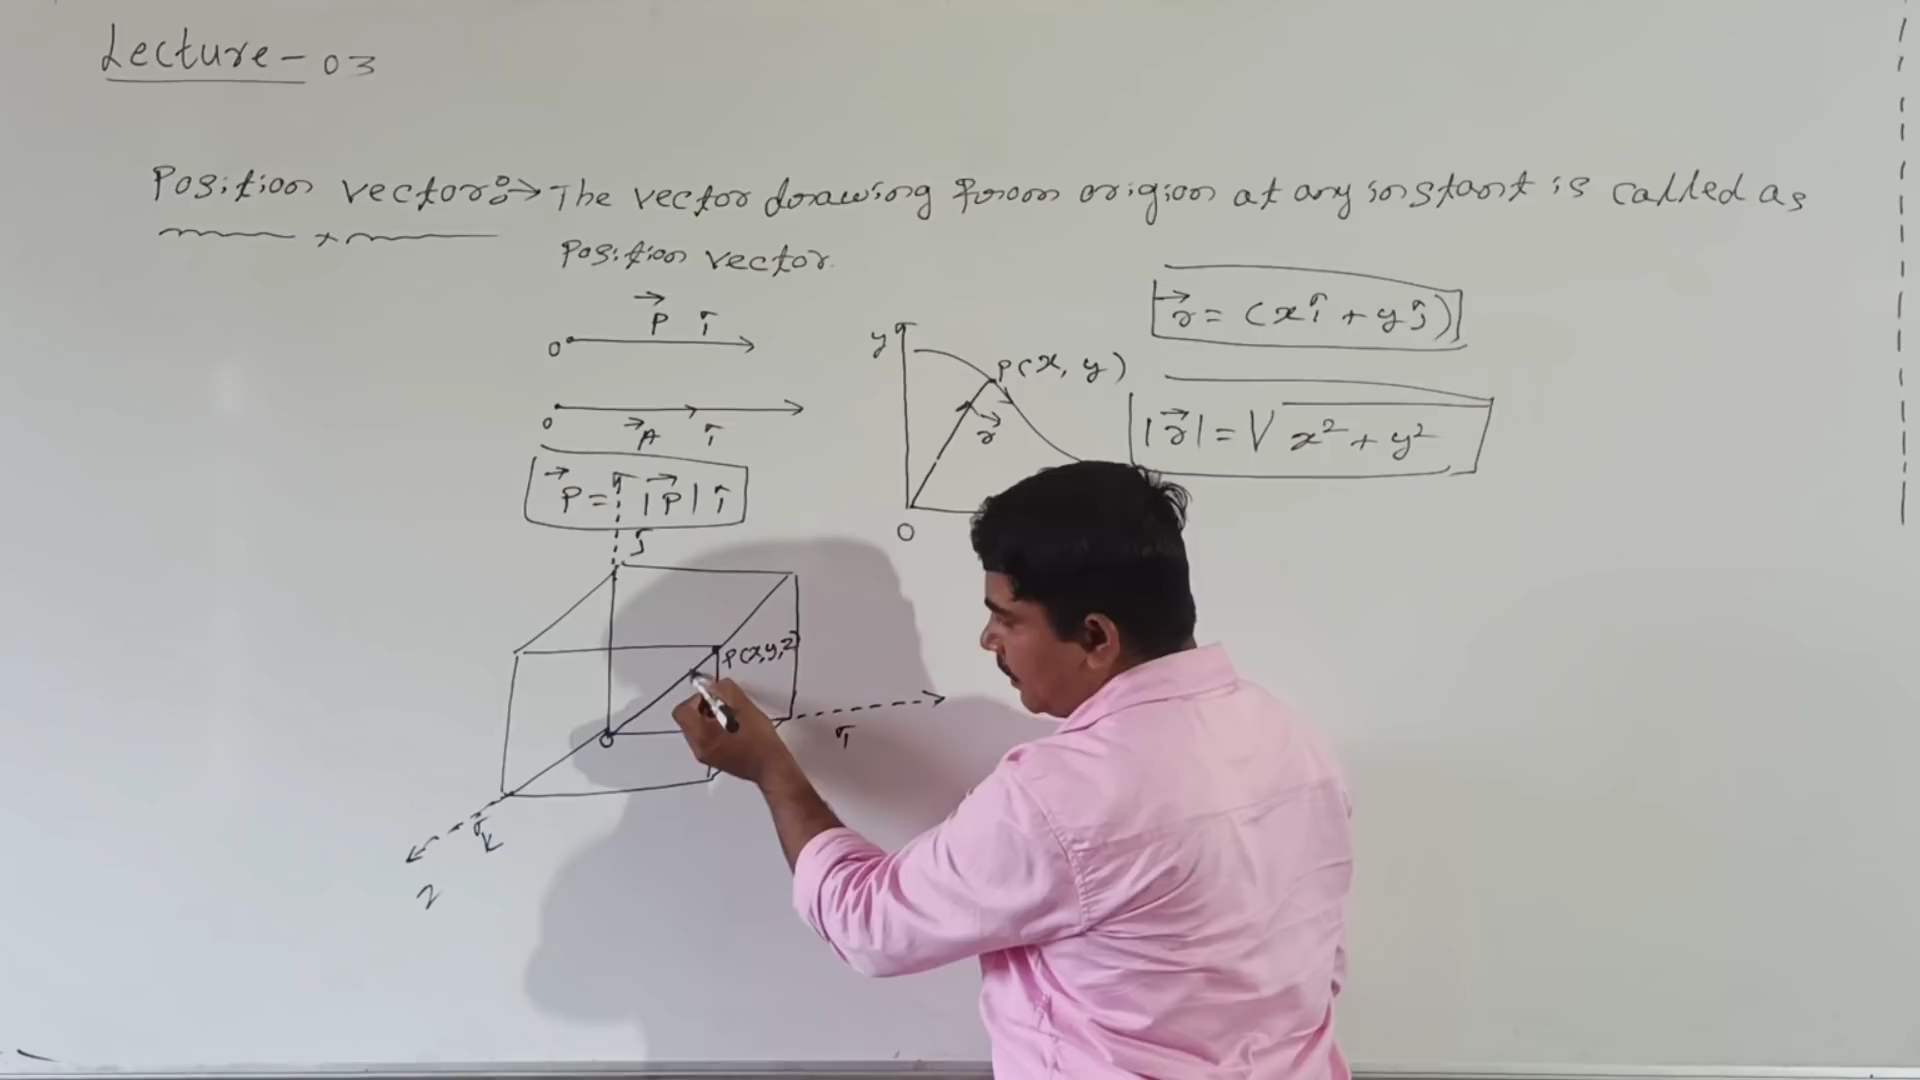 Lecture - 03
Position vector:→ The vector drawing from origion at any instant is called as
position vector.
P⃗ î
O
O
A⃗ î
P⃗ = |P⃗| î
y
P(x, y)
r⃗
O
r⃗ = (xî + yĵ)
|r⃗| = √x² + y²
ĵ
P(x,y,z)
O
î
k̂
z